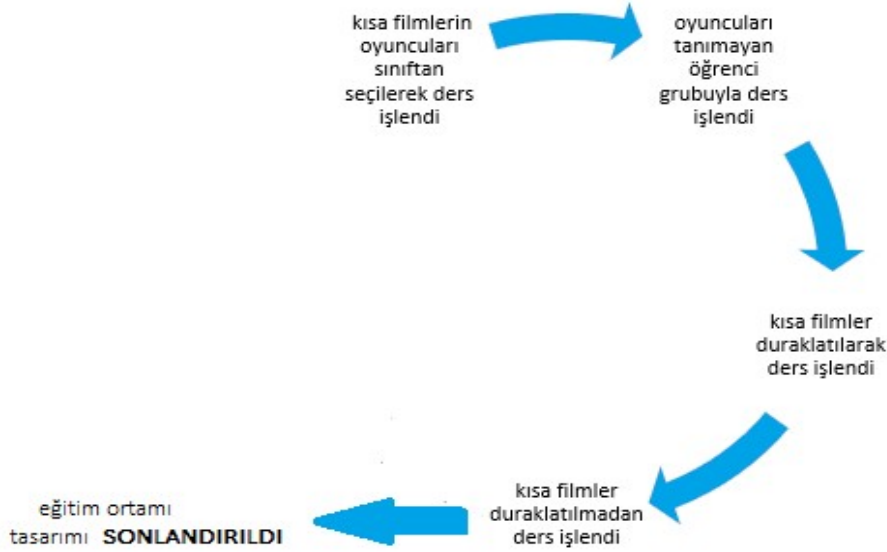 kısa filmlerin
oyuncuları
sınıftan
seçilerek ders
işlendi
oyuncuları
tanımayan
öğrenci
grubuyla ders
işlendi
kısa filmler
duraklatılarak
ders işlendi
kısa filmler
duraklatılmadan
ders işlendi
eğitim ortamı
tasarımı SONLANDIRILDI